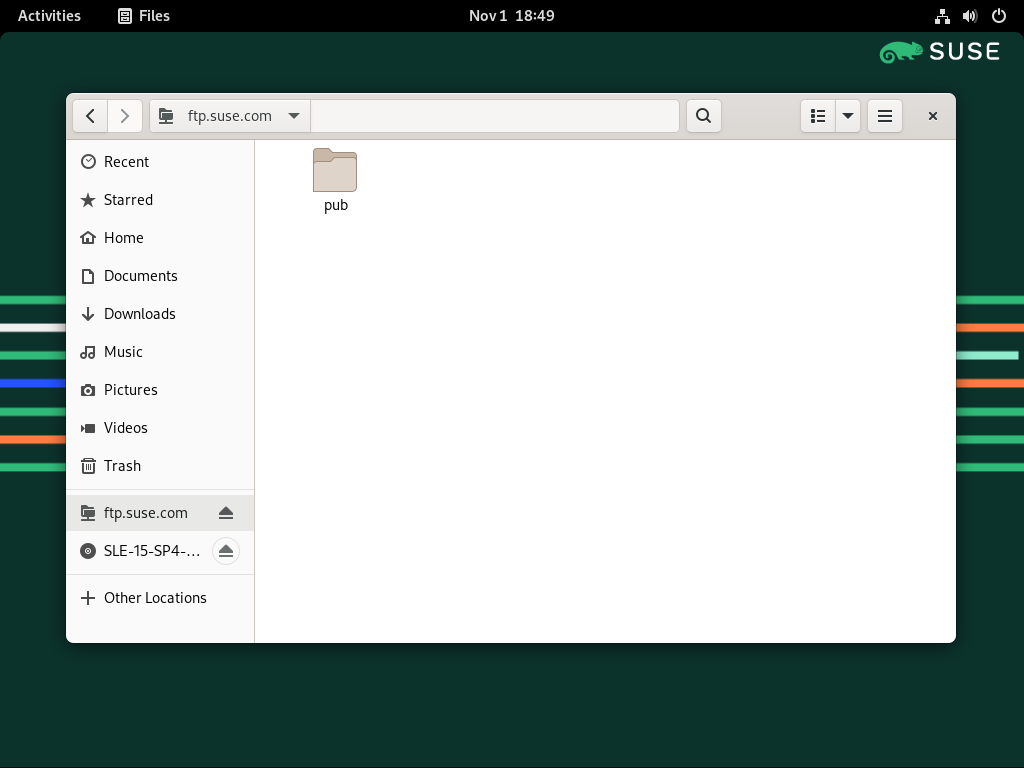 Activities Files Nov 1 18:49
SUSE
ftp.suse.com
Recent
pub
Starred
Home
Documents
Downloads
Music
Pictures
Videos
Trash
ftp.suse.com
SLE-15-SP4-...
Other Locations